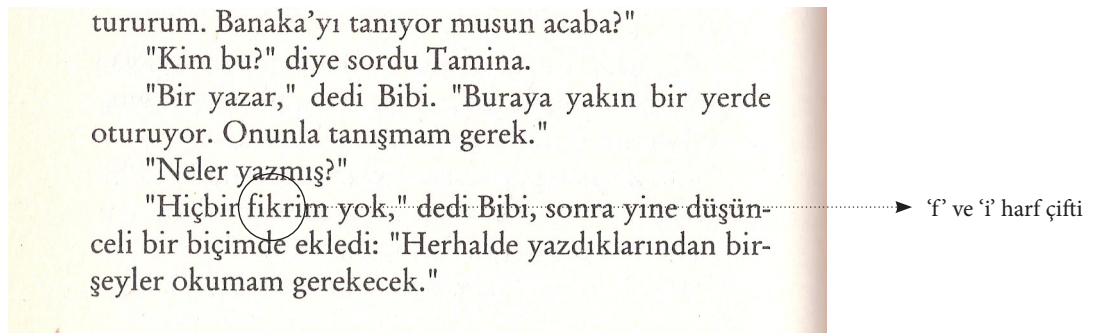 tururum. Banaka'yı tanıyor musun acaba?"
"Kim bu?" diye sordu Tamina.
"Bir yazar," dedi Bibi. "Buraya yakın bir yerde
oturuyor. Onunla tanışmam gerek."
"Neler yazmış?"
"Hiçbir fikrim yok," dedi Bibi, sonra yine düşün-
celi bir biçimde ekledi: "Herhalde yazdıklarından bir-
şeyler okumam gerekecek."
‘f’ ve ‘i’ harf çifti